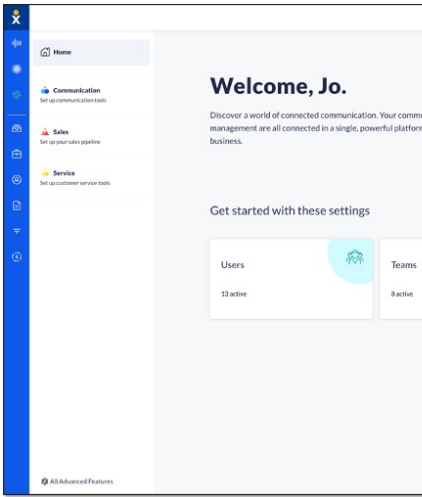 Home
Communication
Set up communication tools
Sales
Set up your sales pipeline
Service
Set up customer service tools
All Advanced Features
Welcome, Jo.
Discover a world of connected communication. Your commu
management are all connected in a single, powerful platforn
business.
Get started with these settings
Users
13 active
Teams
8 active